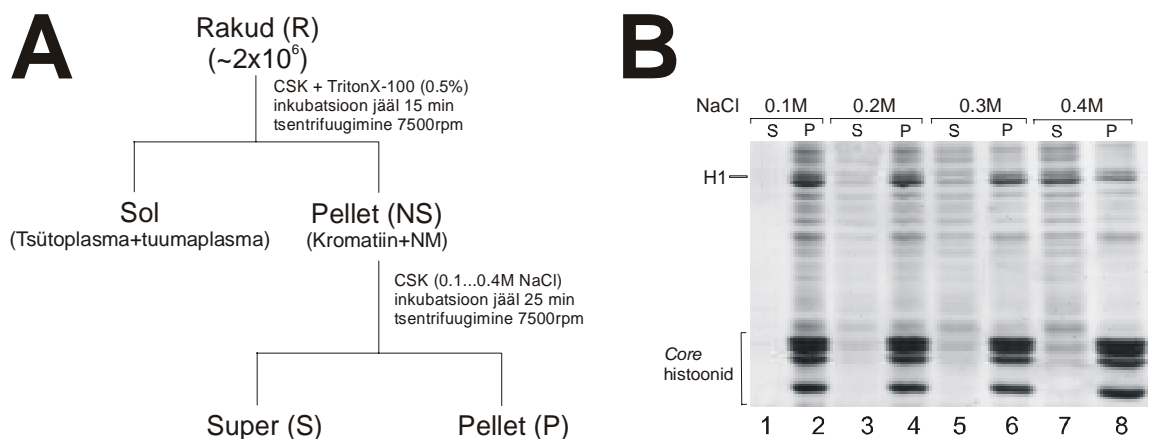 A
Rakud (R)
(~2x10⁶)
CSK + TritonX-100 (0.5%)
inkubatsioon jääl 15 min
tsentrifuugimine 7500rpm
Sol
(Tsütoplasma+tuumaplasma)
Pellet (NS)
(Kromatiin+NM)
CSK (0.1...0.4M NaCl)
inkubatsioon jääl 25 min
tsentrifuugimine 7500rpm
Super (S)
Pellet (P)
B
NaCl 0.1M 0.2M 0.3M 0.4M
S P S P S P S P
H1
Core
histoonid
1 2 3 4 5 6 7 8